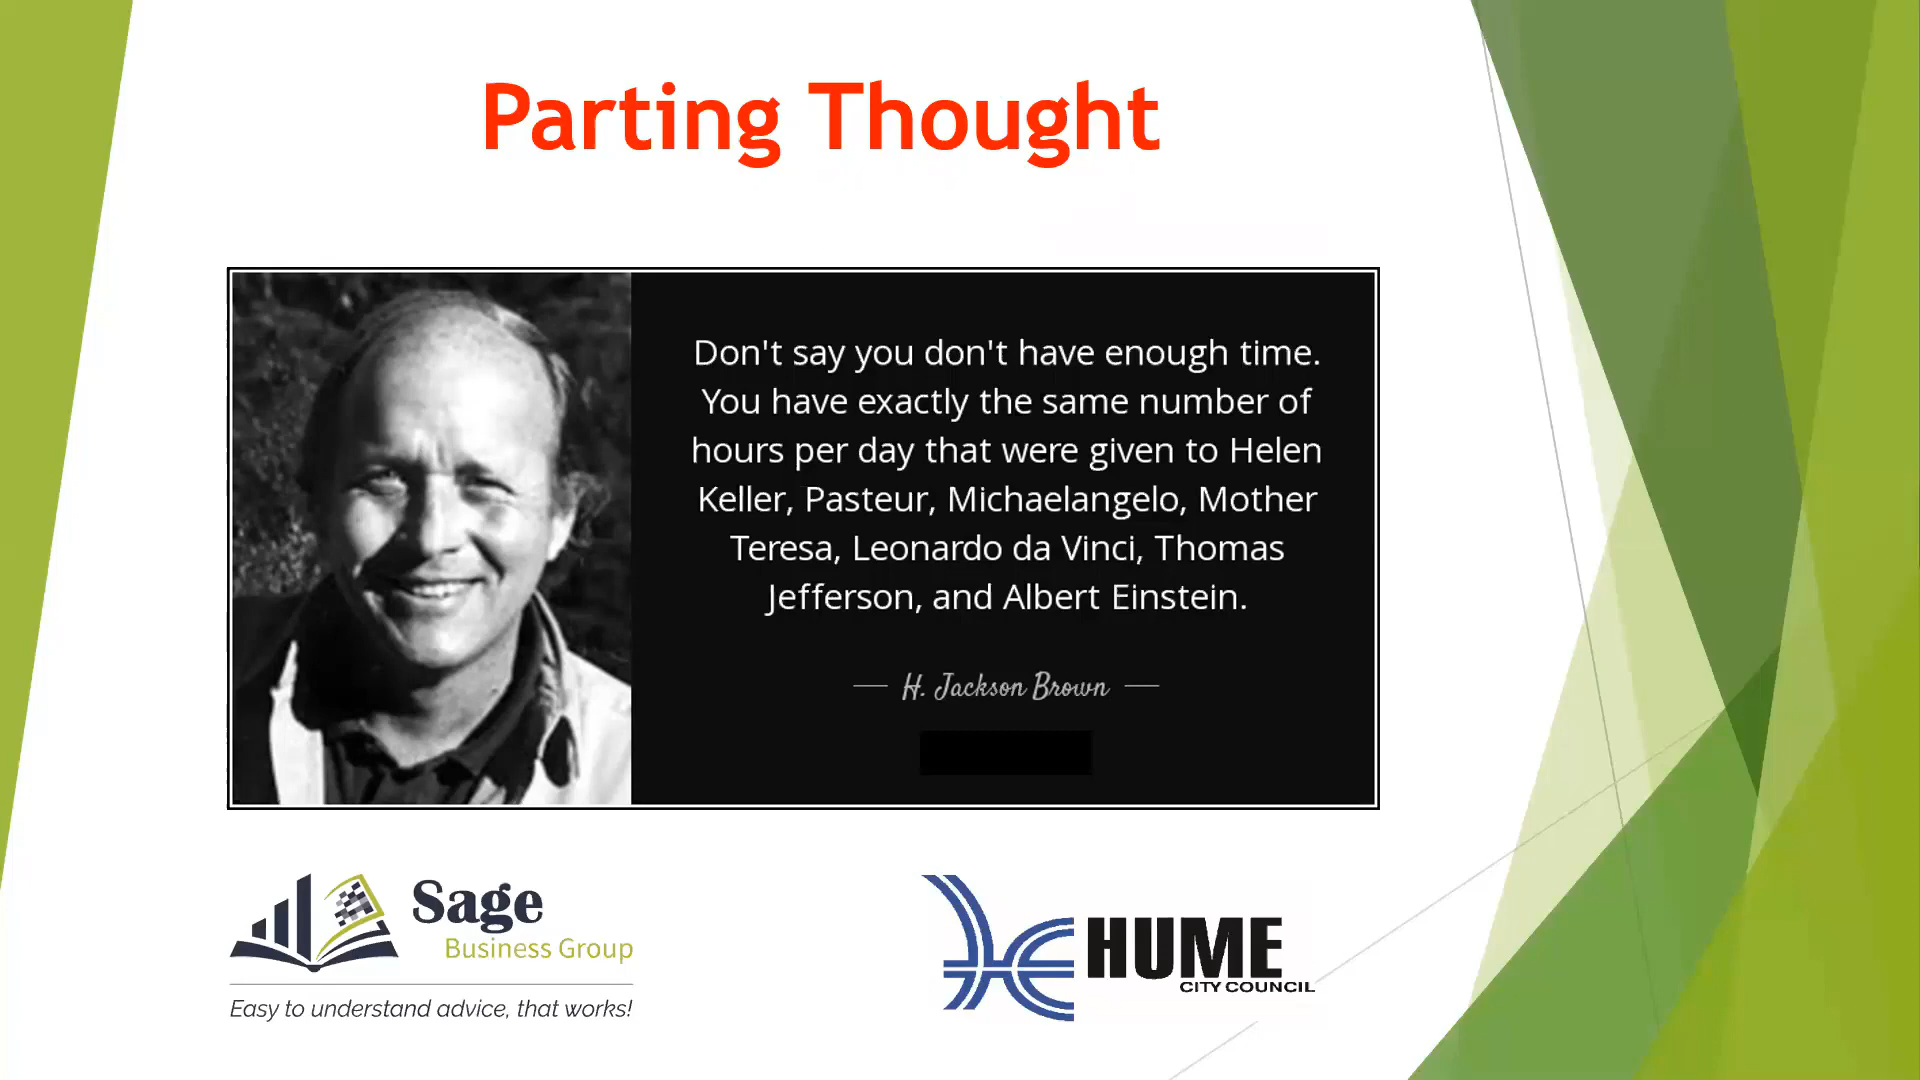 Parting Thought
Don't say you don't have enough time.
You have exactly the same number of
hours per day that were given to Helen
Keller, Pasteur, Michaelangelo, Mother
Teresa, Leonardo da Vinci, Thomas
Jefferson, and Albert Einstein.
— H. Jackson Brown —
Sage
Business Group
Easy to understand advice, that works!
HUME
CITY COUNCIL